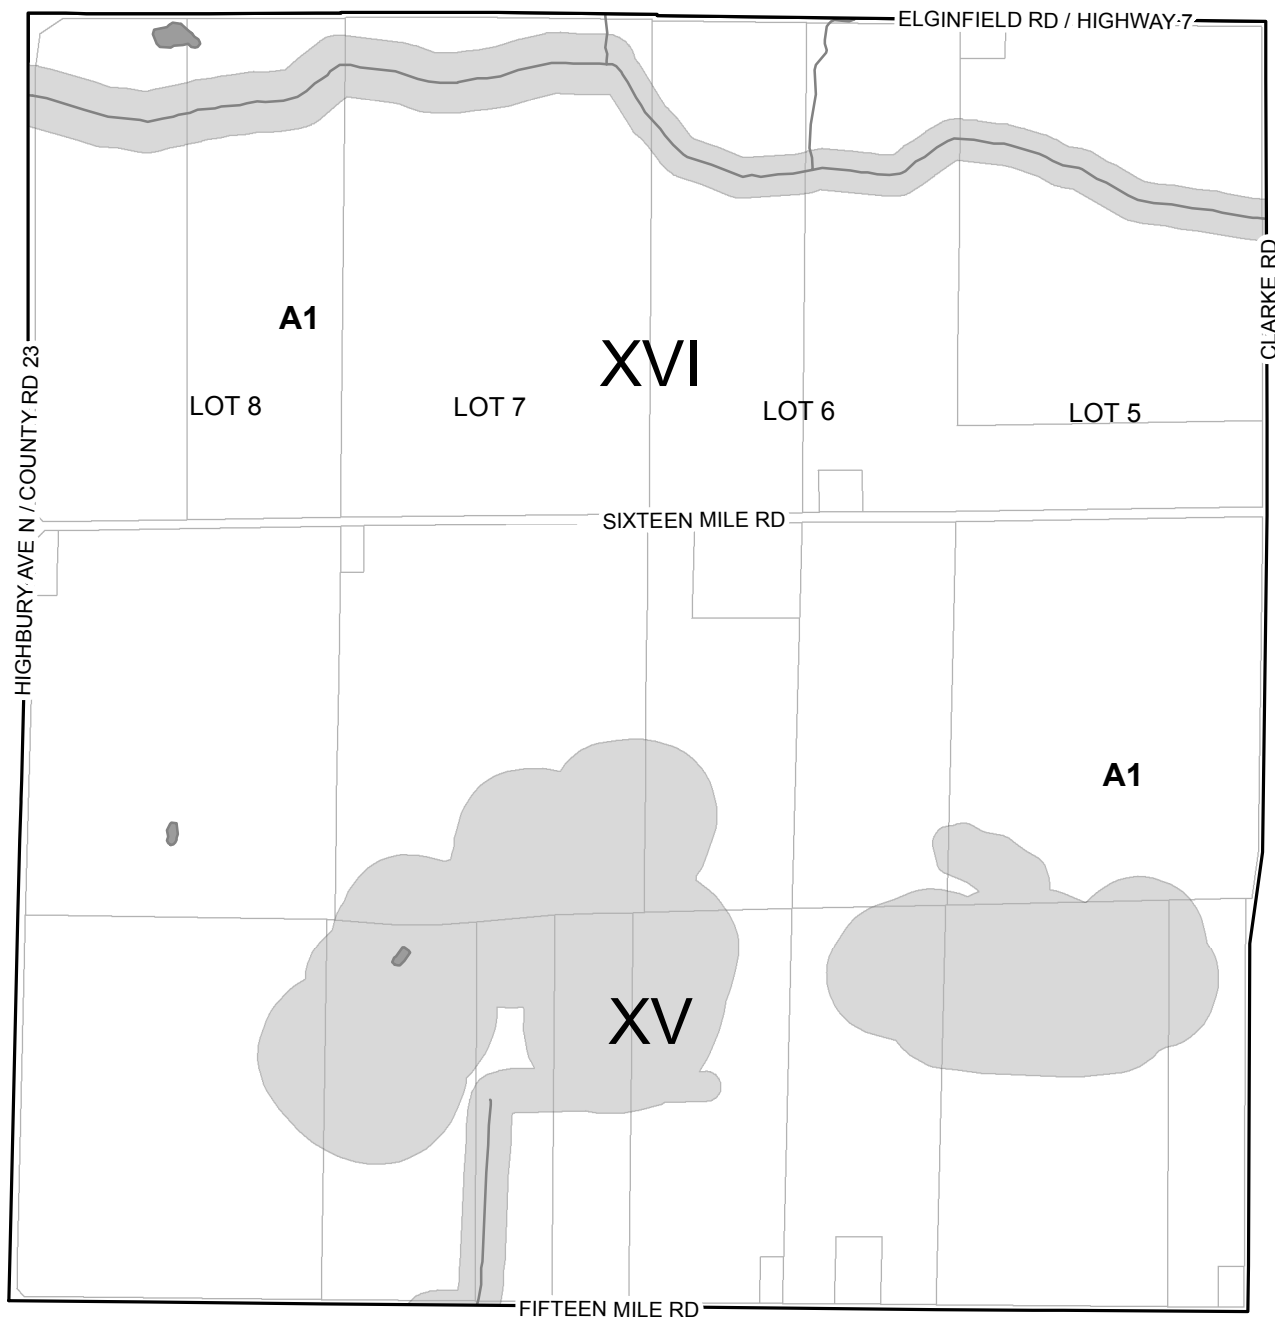 ELGINFIELD RD / HIGHWAY 7
CLARKE RD
A1
XVI
HIGHBURY AVE N / COUNTY RD 23
LOT 8
LOT 7
LOT 6
LOT 5
SIXTEEN MILE RD
A1
XV
FIFTEEN MILE RD